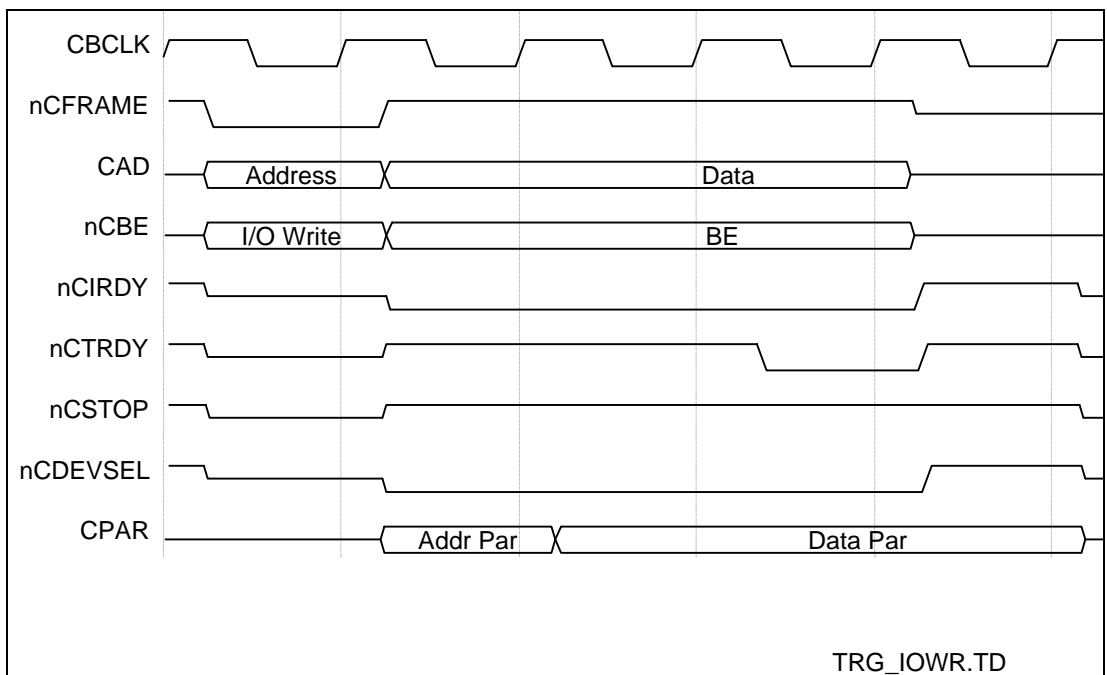 CBCLK
nCFRAME
CAD Address Data
nCBE I/O Write BE
nCIRDY
nCTRDY
nCSTOP
nCDEVSEL
CPAR Addr Par Data Par
TRG_IOWR.TD